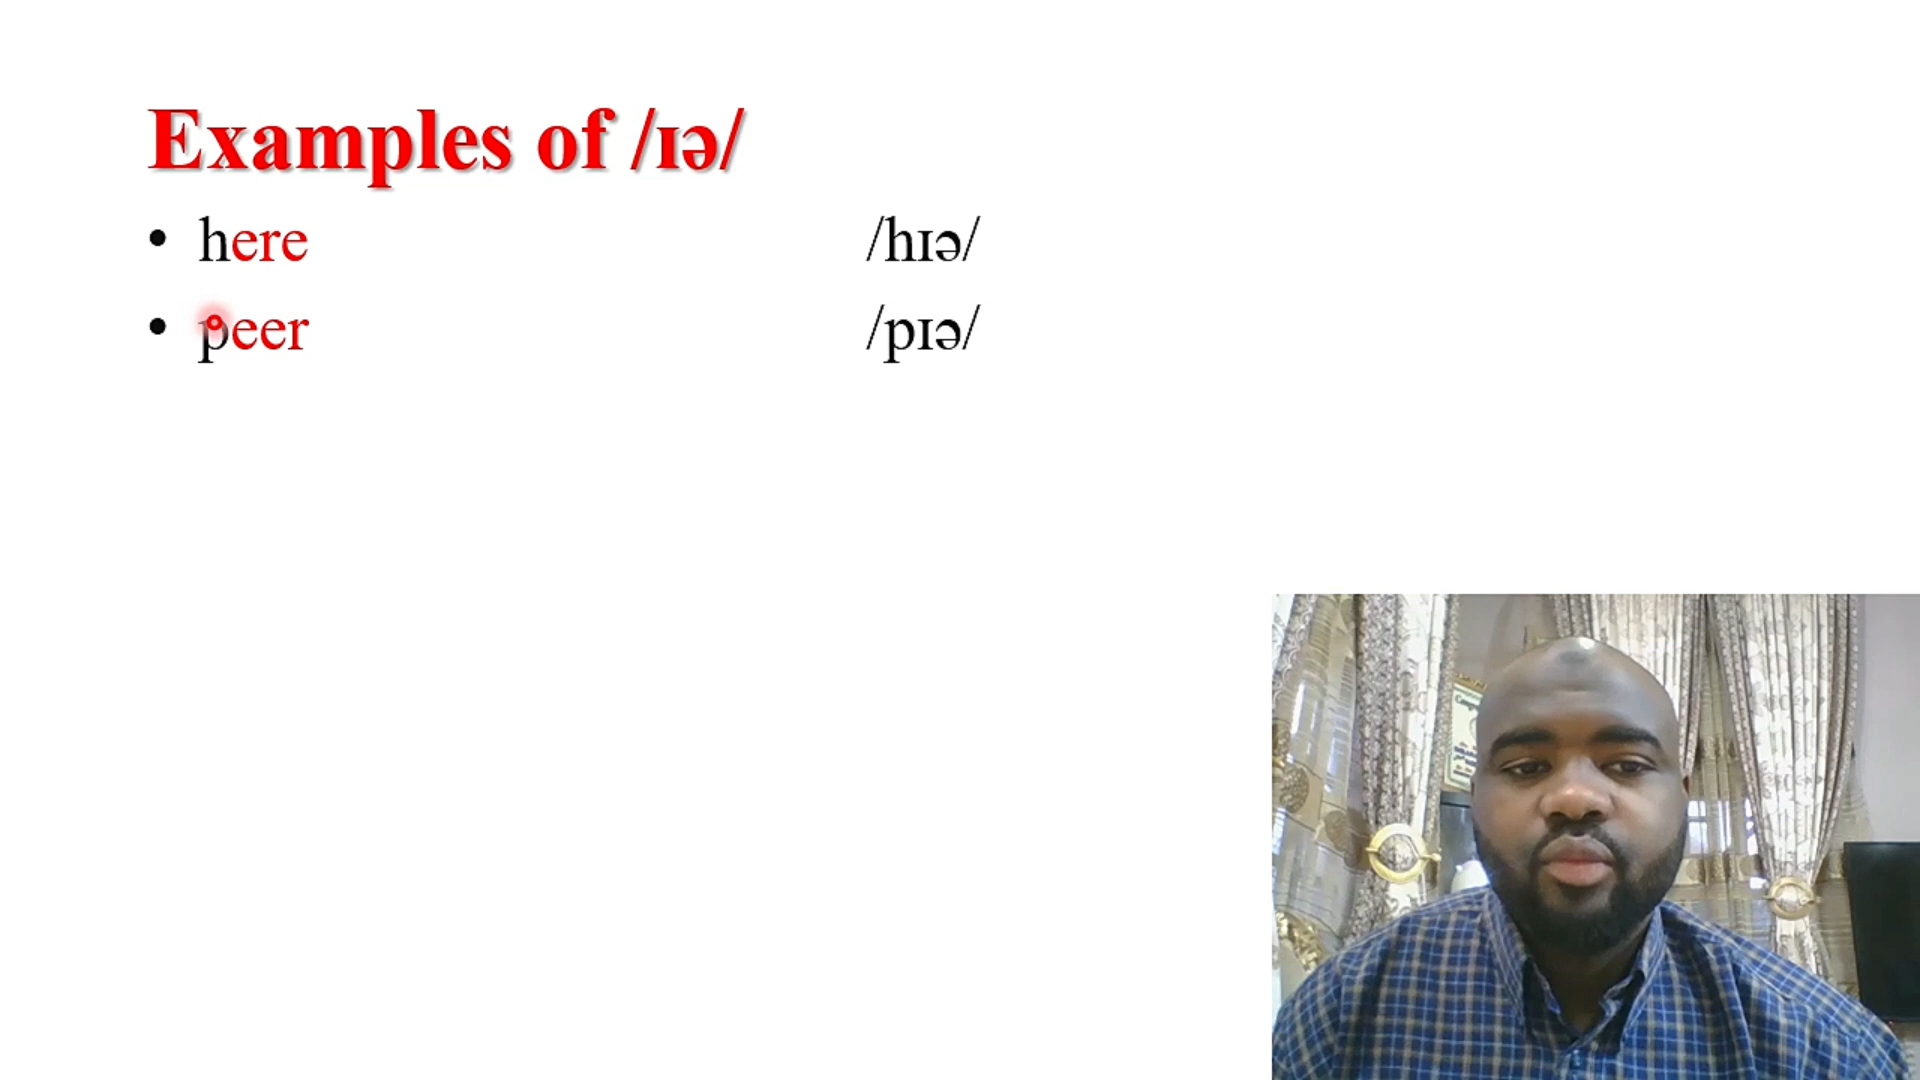 Examples of /ɪə/
• here /hɪə/
• peer /pɪə/